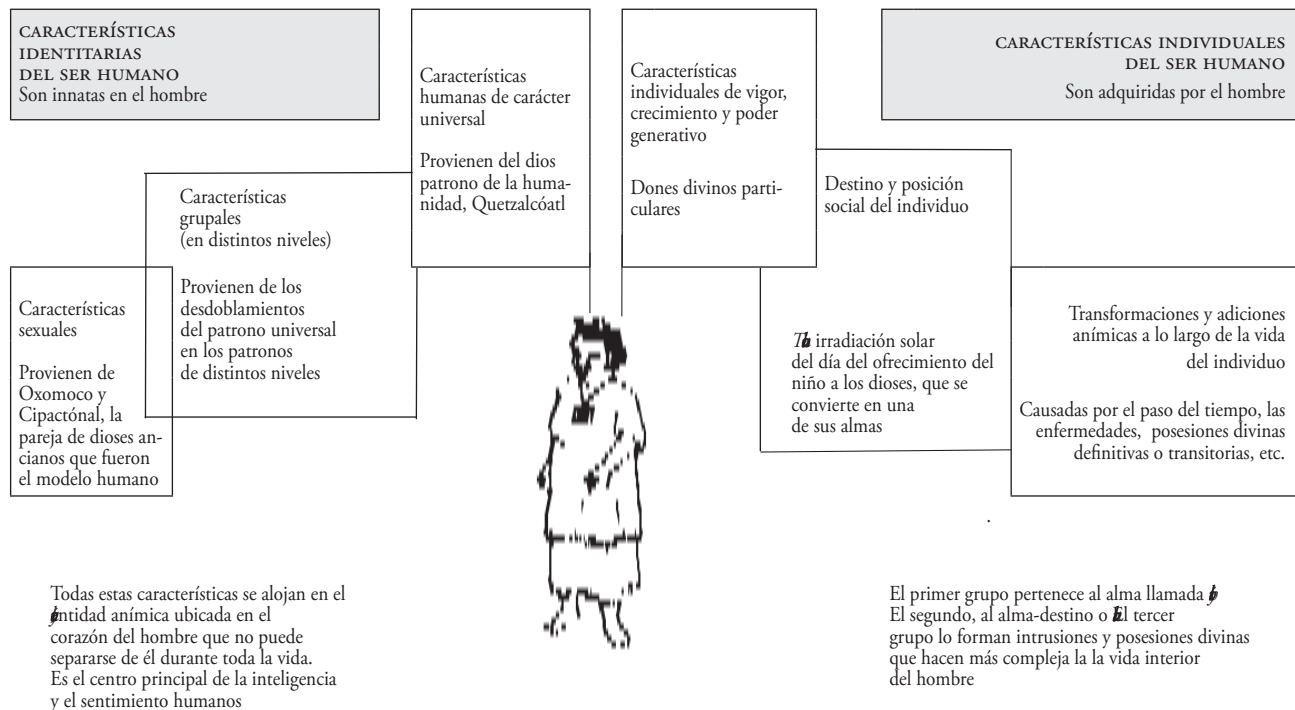 CARACTERÍSTICAS
IDENTITARIAS
DEL SER HUMANO
Son innatas en el hombre
Características
sexuales
Provienen de
Oxomoco y
Cipactónal, la
pareja de dioses an-
cianos que fueron
el modelo humano
Características
grupales
(en distintos niveles)
Provienen de los
desdoblamientos
del patrono universal
en los patronos
de distintos niveles
Características
humanas de carácter
universal
Provienen del dios
patrono de la huma-
nidad, Quetzalcóatl
Características
individuales de vigor,
crecimiento y poder
generativo
Dones divinos parti-
culares
Destino y posición
social del individuo
irradiación solar
del día del ofrecimiento del
niño a los dioses, que se
convierte en una
de sus almas
CARACTERÍSTICAS INDIVIDUALES
DEL SER HUMANO
Son adquiridas por el hombre
Transformaciones y adiciones
anímicas a lo largo de la vida
del individuo
Causadas por el paso del tiempo, las
enfermedades, posesiones divinas
definitivas o transitorias, etc.
Todas estas características se alojan en el
entidad anímica ubicada en el
corazón del hombre que no puede
separarse de él durante toda la vida.
Es el centro principal de la inteligencia
y el sentimiento humanos
El primer grupo pertenece al alma llamada
El segundo, al alma-destino o El tercer
grupo lo forman intrusiones y posesiones divinas
que hacen más compleja la la vida interior
del hombre